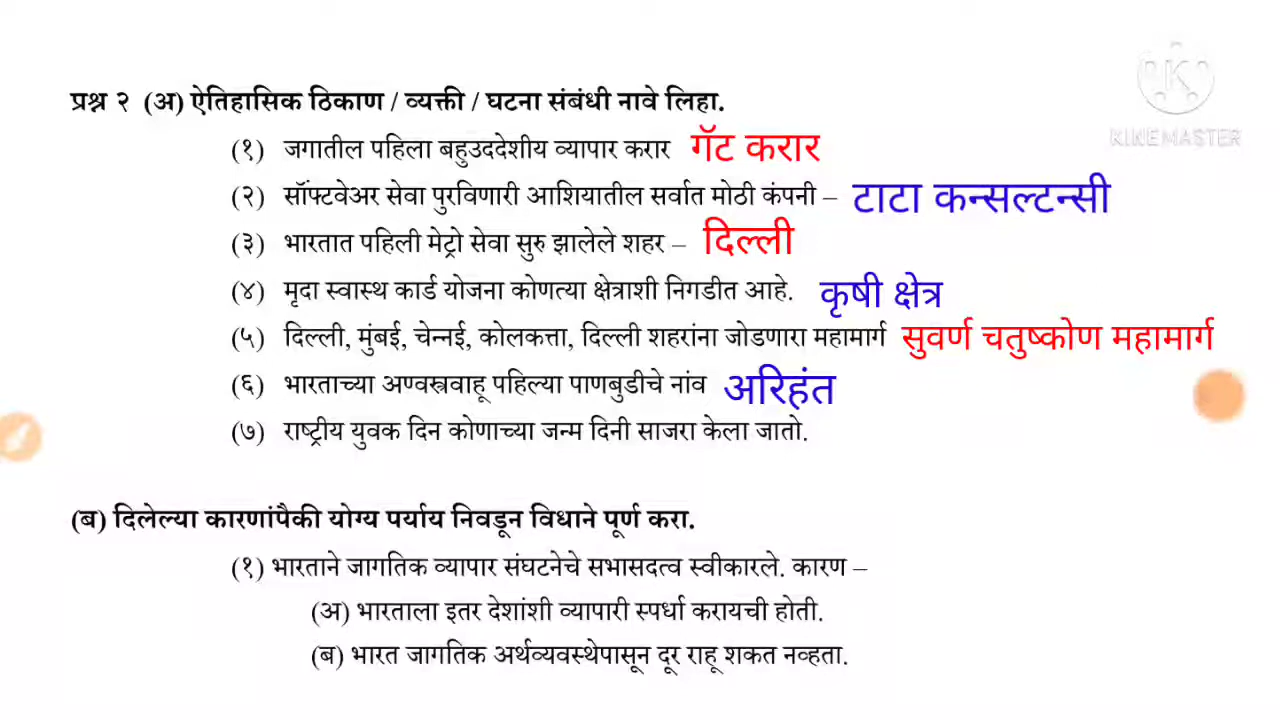 प्रश्न २ (अ) ऐतिहासिक ठिकाण / व्यक्ती / घटना संबंधी नावे लिहा.
KINEMASTER
(१) जगातील पहिला बहुउददेशीय व्यापार करार गॅट करार
(२) सॉफ्टवेअर सेवा पुरविणारी आशियातील सर्वात मोठी कंपनी – टाटा कन्सल्टन्सी
(३) भारतात पहिली मेट्रो सेवा सुरु झालेले शहर – दिल्ली
(४) मृदा स्वास्थ कार्ड योजना कोणत्या क्षेत्राशी निगडीत आहे. कृषी क्षेत्र
(५) दिल्ली, मुंबई, चेन्नई, कोलकत्ता, दिल्ली शहरांना जोडणारा महामार्ग सुवर्ण चतुष्कोण महामार्ग
(६) भारताच्या अण्वस्त्रवाहू पहिल्या पाणबुडीचे नांव अरिहंत
(७) राष्ट्रीय युवक दिन कोणाच्या जन्म दिनी साजरा केला जातो.
(ब) दिलेल्या कारणांपैकी योग्य पर्याय निवडून विधाने पूर्ण करा.
(१) भारताने जागतिक व्यापार संघटनेचे सभासदत्व स्वीकारले. कारण –
(अ) भारताला इतर देशांशी व्यापारी स्पर्धा करायची होती.
(ब) भारत जागतिक अर्थव्यवस्थेपासून दूर राहू शकत नव्हता.